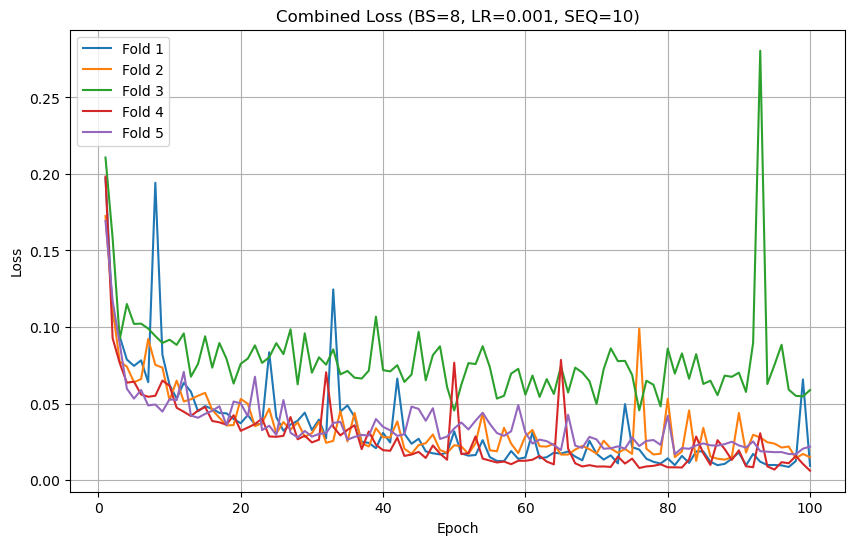 Combined Loss (BS=8, LR=0.001, SEQ=10)
Fold 1
Fold 2
Fold 3
Fold 4
Fold 5
Loss
0.25
0.20
0.15
0.10
0.05
0.00
0
20
40
60
80
100
Epoch